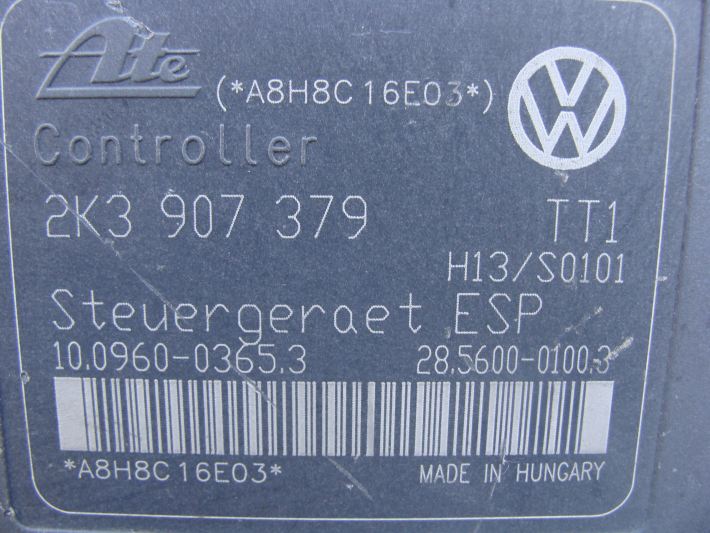 Ate (*A8H8C16E03*) VW
Controller
2K3 907 379 TT1
H13/S0101
Steuergeraet ESP
10.0960-0365.3 28.5600-0100.3
*A8H8C16E03* MADE IN HUNGARY